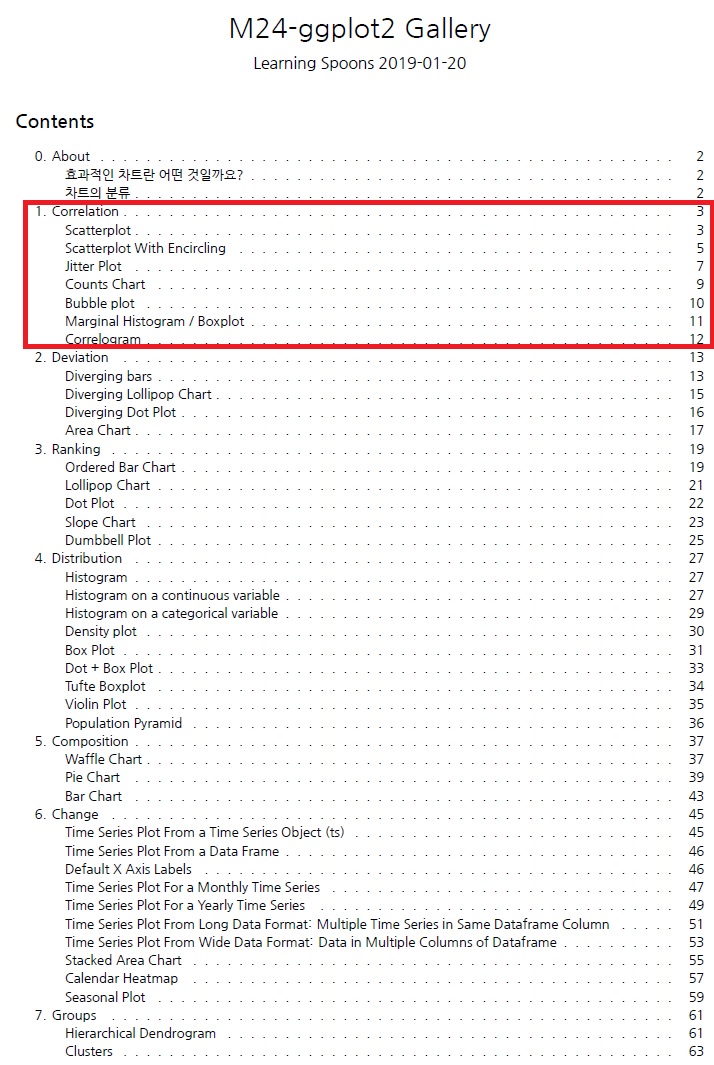 M24-ggplot2 Gallery
Learning Spoons 2019-01-20
Contents
0. About . . . . . . . . . . . . . . . . . . . . 2
효과적인 차트란 어떤 것일까요? . . . . . . . . . . . . . . . . . . . . 2
차트의 분류 . . . . . . . . . . . . . . . . . . . . 2
1. Correlation . . . . . . . . . . . . . . . . . . . . 3
Scatterplot . . . . . . . . . . . . . . . . . . . . 3
Scatterplot With Encircling . . . . . . . . . . . . . . . . . . . . 5
Jitter Plot . . . . . . . . . . . . . . . . . . . . 7
Counts Chart . . . . . . . . . . . . . . . . . . . . 9
Bubble plot . . . . . . . . . . . . . . . . . . . . 10
Marginal Histogram / Boxplot . . . . . . . . . . . . . . . . . . . . 11
Correlogram . . . . . . . . . . . . . . . . . . . . 12
2. Deviation . . . . . . . . . . . . . . . . . . . . 13
Diverging bars . . . . . . . . . . . . . . . . . . . . 13
Diverging Lollipop Chart . . . . . . . . . . . . . . . . . . . . 15
Diverging Dot Plot . . . . . . . . . . . . . . . . . . . . 16
Area Chart . . . . . . . . . . . . . . . . . . . . 17
3. Ranking . . . . . . . . . . . . . . . . . . . . 19
Ordered Bar Chart . . . . . . . . . . . . . . . . . . . . 19
Lollipop Chart . . . . . . . . . . . . . . . . . . . . 21
Dot Plot . . . . . . . . . . . . . . . . . . . . 22
Slope Chart . . . . . . . . . . . . . . . . . . . . 23
Dumbbell Plot . . . . . . . . . . . . . . . . . . . . 25
4. Distribution . . . . . . . . . . . . . . . . . . . . 27
Histogram . . . . . . . . . . . . . . . . . . . . 27
Histogram on a continuous variable . . . . . . . . . . . . . . . . . . . . 27
Histogram on a categorical variable . . . . . . . . . . . . . . . . . . . . 29
Density plot . . . . . . . . . . . . . . . . . . . . 30
Box Plot . . . . . . . . . . . . . . . . . . . . 31
Dot + Box Plot . . . . . . . . . . . . . . . . . . . . 33
Tufte Boxplot . . . . . . . . . . . . . . . . . . . . 34
Violin Plot . . . . . . . . . . . . . . . . . . . . 35
Population Pyramid . . . . . . . . . . . . . . . . . . . . 36
5. Composition . . . . . . . . . . . . . . . . . . . . 37
Waffle Chart . . . . . . . . . . . . . . . . . . . . 37
Pie Chart . . . . . . . . . . . . . . . . . . . . 39
Bar Chart . . . . . . . . . . . . . . . . . . . . 43
6. Change . . . . . . . . . . . . . . . . . . . . 45
Time Series Plot From a Time Series Object (ts) . . . . . . . . . . . . . . . . . . . . 45
Time Series Plot From a Data Frame . . . . . . . . . . . . . . . . . . . . 46
Default X Axis Labels . . . . . . . . . . . . . . . . . . . . 46
Time Series Plot For a Monthly Time Series . . . . . . . . . . . . . . . . . . . . 47
Time Series Plot For a Yearly Time Series . . . . . . . . . . . . . . . . . . . . 49
Time Series Plot From Long Data Format: Multiple Time Series in Same Dataframe Column . . . . . 51
Time Series Plot From Wide Data Format: Data in Multiple Columns of Dataframe . . . . . . . . . . 53
Stacked Area Chart . . . . . . . . . . . . . . . . . . . . 55
Calendar Heatmap . . . . . . . . . . . . . . . . . . . . 57
Seasonal Plot . . . . . . . . . . . . . . . . . . . . 59
7. Groups . . . . . . . . . . . . . . . . . . . . 61
Hierarchical Dendrogram . . . . . . . . . . . . . . . . . . . . 61
Clusters . . . . . . . . . . . . . . . . . . . . 63